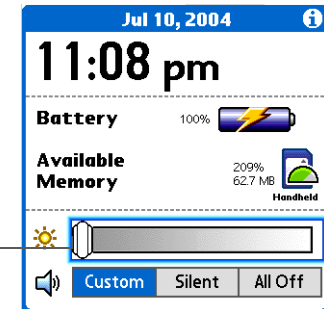 Jul 10, 2004
11:08 pm
Battery 100%
Available Memory
209%
62.7 MB
Handheld
Custom Silent All Off